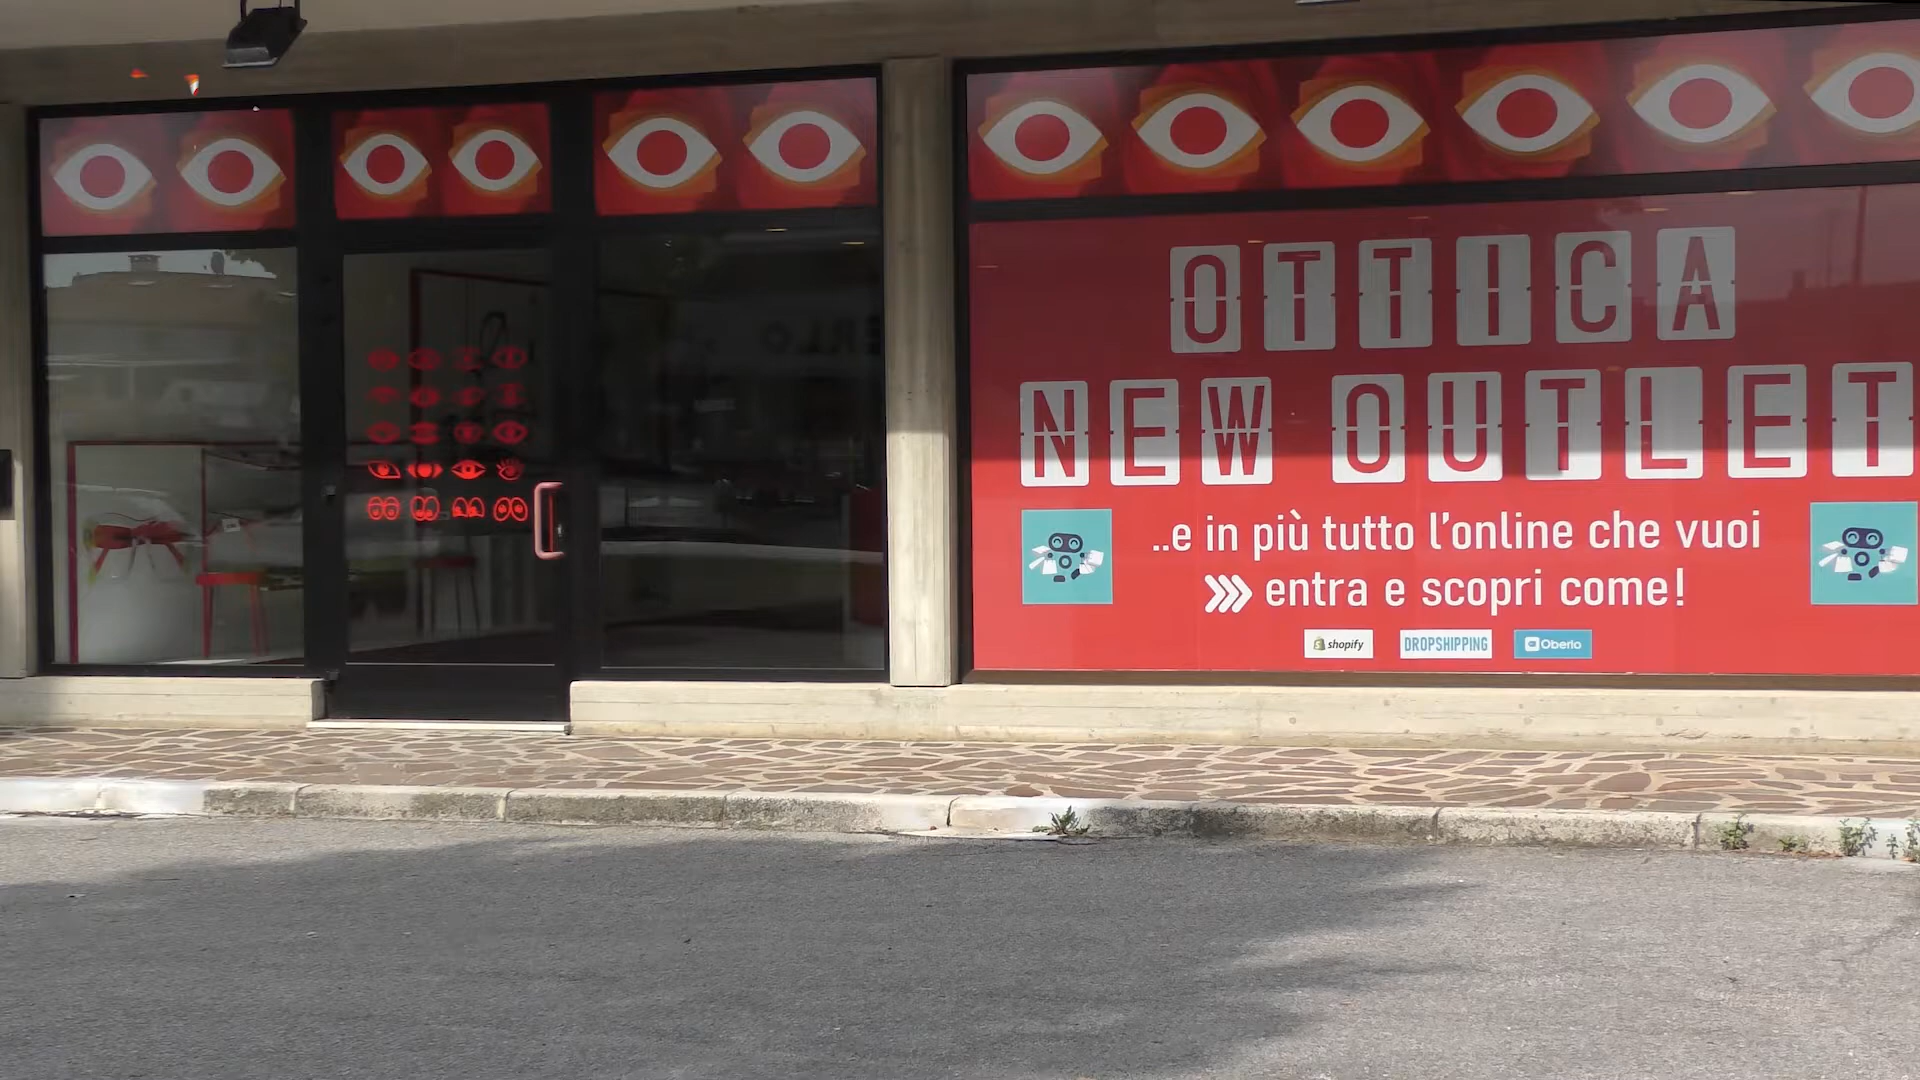 OTTICA
NEW OUTLET
..e in più tutto l'online che vuoi
entra e scopri come!
shopify DROPSHIPPING Oberlo